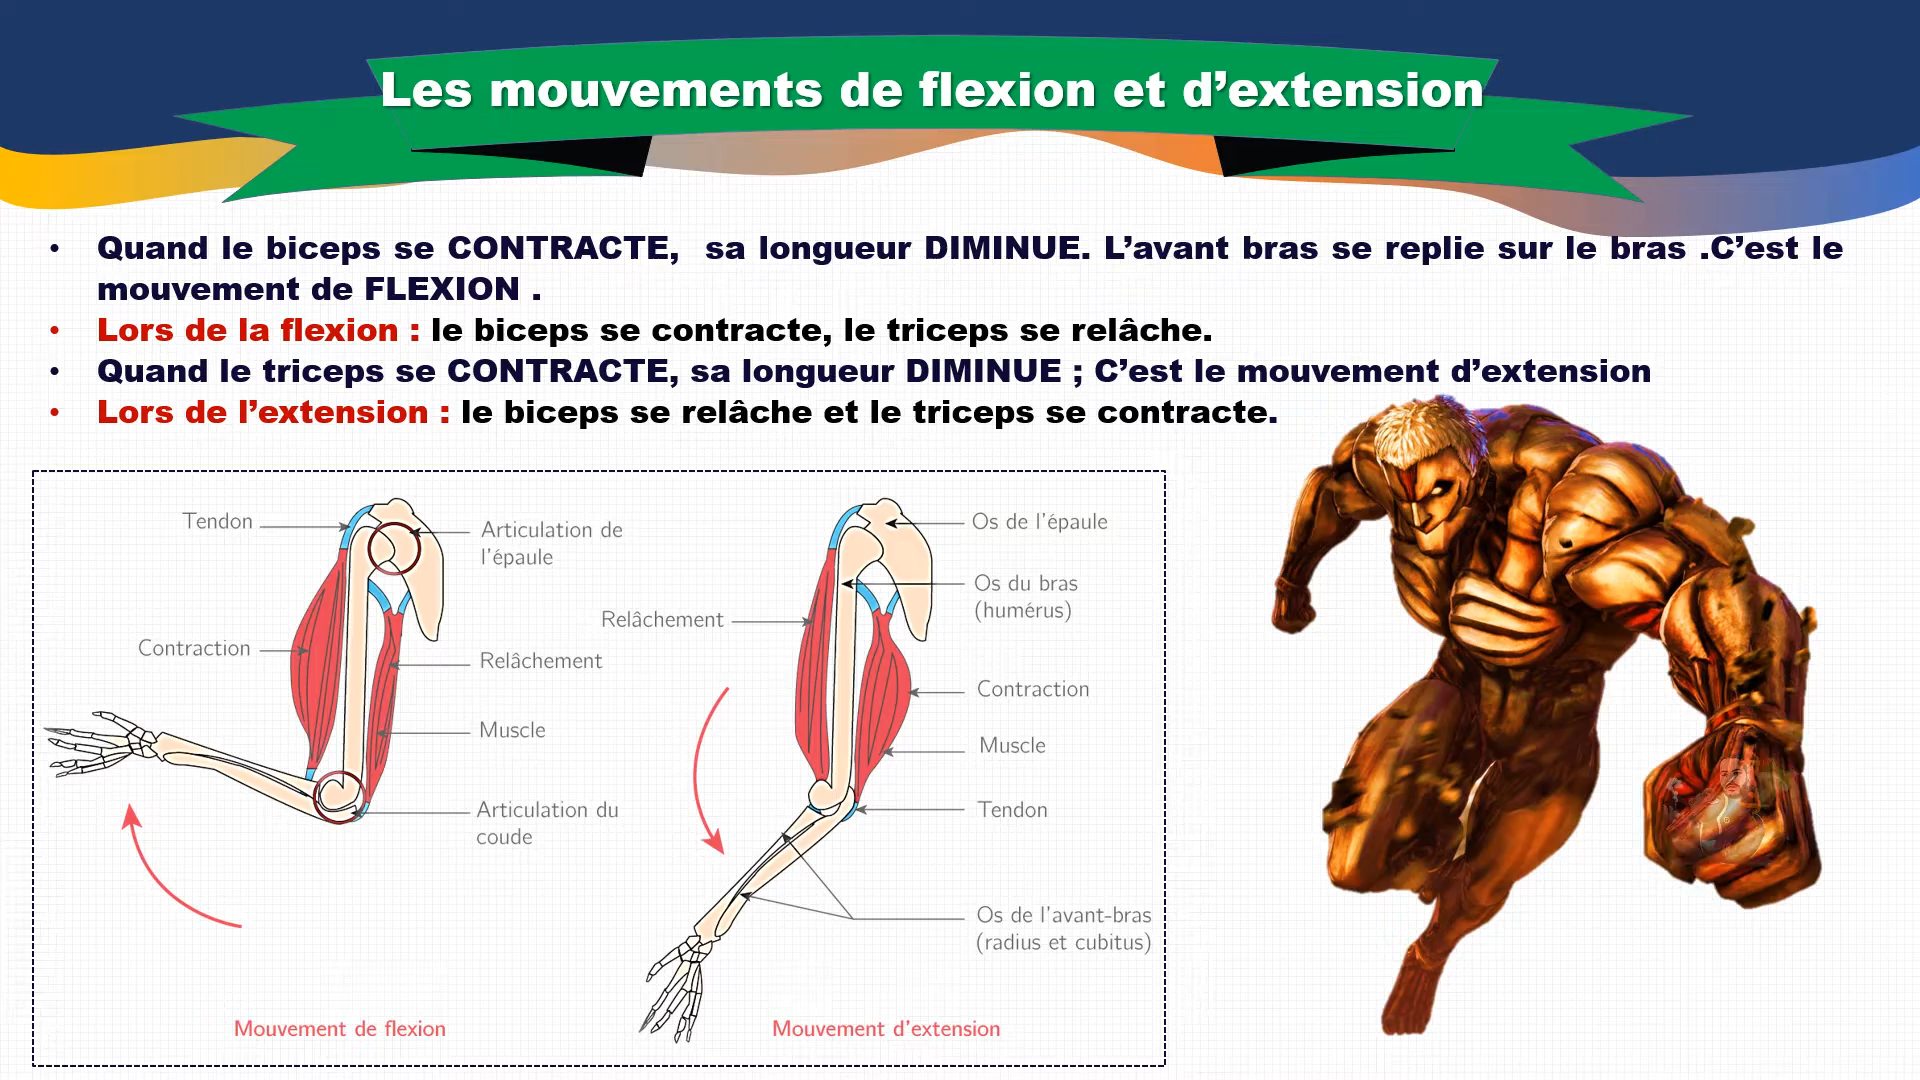 Les mouvements de flexion et d’extension
• Quand le biceps se CONTRACTE, sa longueur DIMINUE. L’avant bras se replie sur le bras .C’est le
mouvement de FLEXION .
• Lors de la flexion : le biceps se contracte, le triceps se relâche.
• Quand le triceps se CONTRACTE, sa longueur DIMINUE ; C’est le mouvement d’extension
• Lors de l’extension : le biceps se relâche et le triceps se contracte.
Tendon
Articulation de
l’épaule
Contraction
Relâchement
Muscle
Articulation du
coude
Mouvement de flexion
Os de l’épaule
Os du bras
(humérus)
Relâchement
Contraction
Muscle
Tendon
Os de l’avant-bras
(radius et cubitus)
Mouvement d’extension